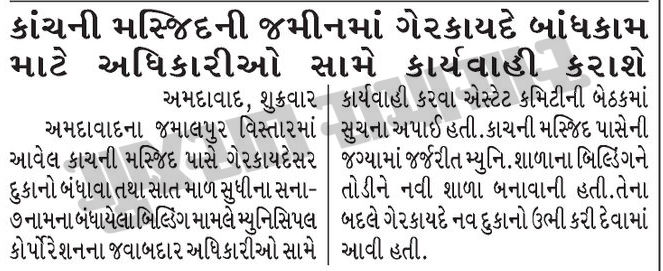 કાંચની મસ્જિદની જમીનમાં ગેરકાયદે બાંધકામ
માટે અધિકારીઓ સામે કાર્યવાહી કરાશે
અમદાવાદ, શુક્રવાર
અમદાવાદના જમાલપુર વિસ્તારમાં
આવેલ કાચની મસ્જિદ પાસે ગેરકાયદેસર
દુકાનો બંધાવા તથા સાત માળ સુધીના સના-
૭ નામના બંધાયેલા બિલ્ડિંગ મામલે મ્યુનિસિપલ
કોર્પોરેશનના જવાબદાર અધિકારીઓ સામે
કાર્યવાહી કરવા એસ્ટેટ કમિટીની બેઠકમાં
સુચના અપાઈ હતી. કાચની મસ્જિદ પાસેની
જગ્યામાં જર્જરીત મ્યુનિ. શાળાના બિલ્ડિંગને
તોડીને નવી શાળા બનાવાની હતી. તેના
બદલે ગેરકાયદે નવ દુકાનો ઉભી કરી દેવામાં
આવી હતી.